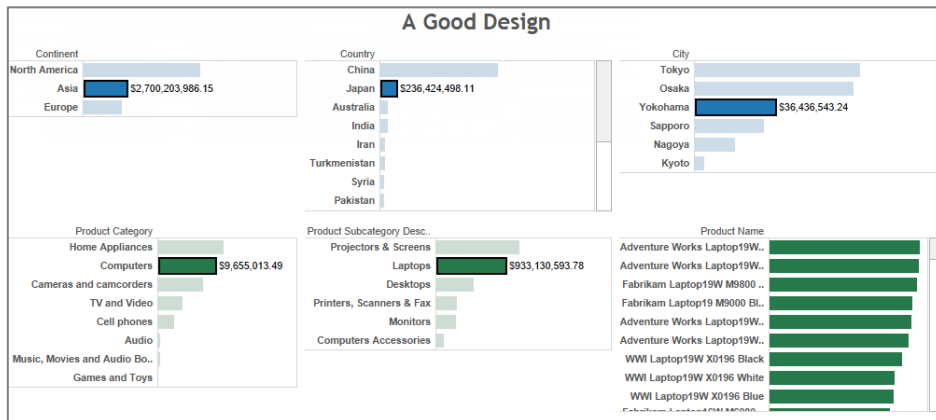 A Good Design
Continent
North America
Asia $2,700,203,986.15
Europe
Country
China
Japan $236,424,498.11
Australia
India
Iran
Turkmenistan
Syria
Pakistan
City
Tokyo
Osaka
Yokohama $36,436,543.24
Sapporo
Nagoya
Kyoto
Product Category
Home Appliances
Computers $9,655,013.49
Cameras and camcorders
TV and Video
Cell phones
Audio
Music, Movies and Audio Bo..
Games and Toys
Product Subcategory Desc..
Projectors & Screens
Laptops $933,130,593.78
Desktops
Printers, Scanners & Fax
Monitors
Computers Accessories
Product Name
Adventure Works Laptop19W..
Adventure Works Laptop19W..
Fabrikam Laptop19W M9800 ..
Fabrikam Laptop19 M9000 Bl..
Adventure Works Laptop19W..
Adventure Works Laptop19W..
WWI Laptop19W X0196 Black
WWI Laptop19W X0196 White
WWI Laptop19W X0196 Blue